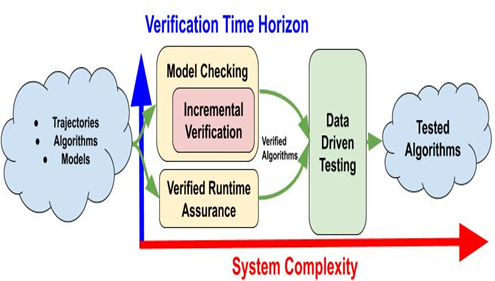 Verification Time Horizon
Trajectories
Algorithms
Models
Model Checking
Incremental
Verification
Verified Runtime
Assurance
Verified
Algorithms
Data
Driven
Testing
Tested
Algorithms
System Complexity